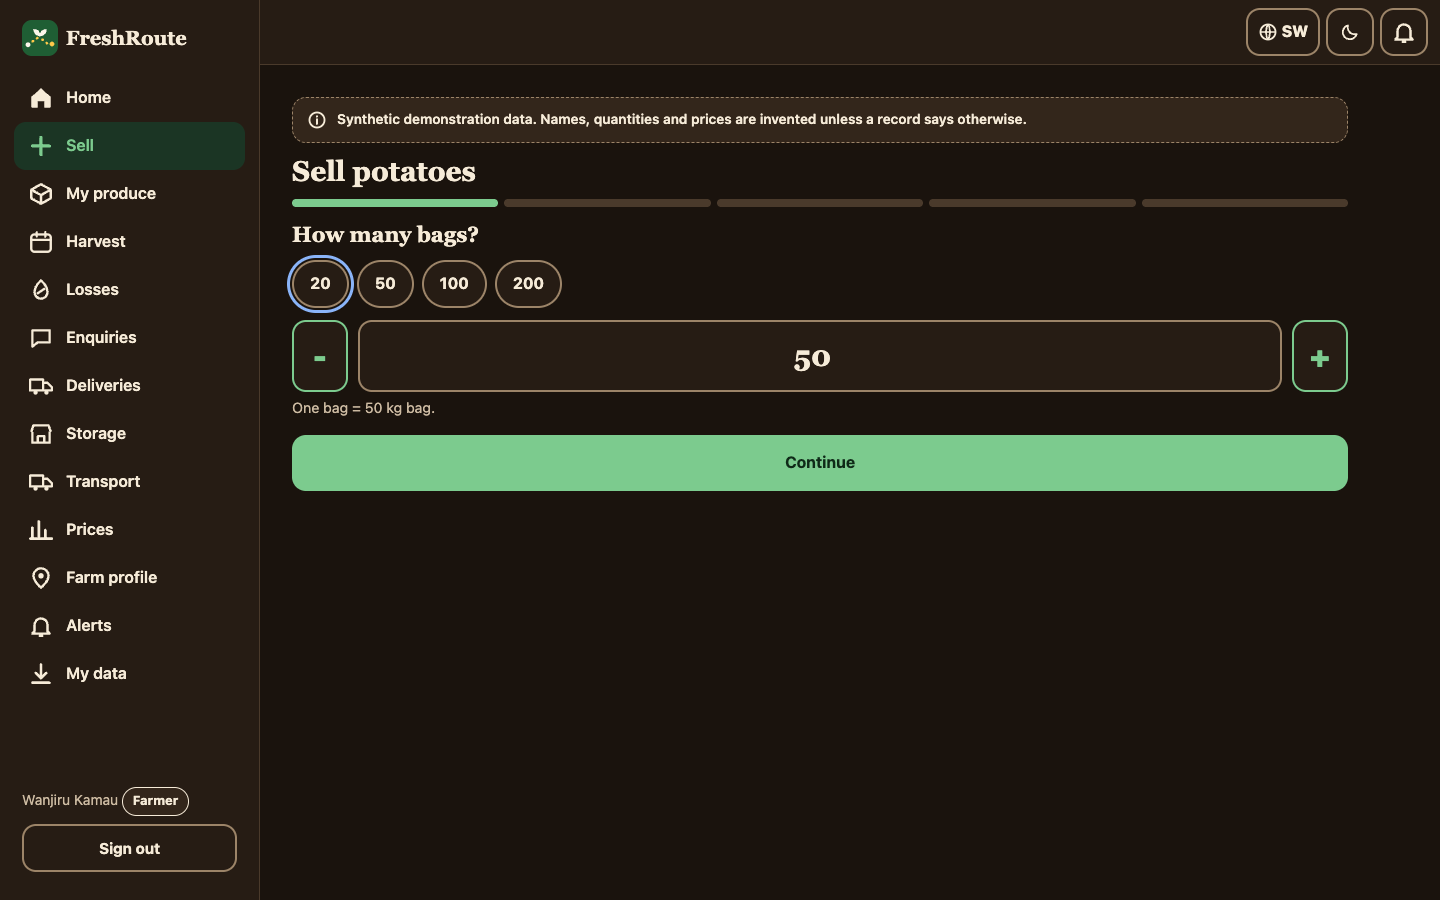 FreshRoute
Home
Sell
My produce
Harvest
Losses
Enquiries
Deliveries
Storage
Transport
Prices
Farm profile
Alerts
My data
Wanjiru Kamau Farmer
Sign out
SW
Synthetic demonstration data. Names, quantities and prices are invented unless a record says otherwise.
Sell potatoes
How many bags?
20 50 100 200
- 50 +
One bag = 50 kg bag.
Continue